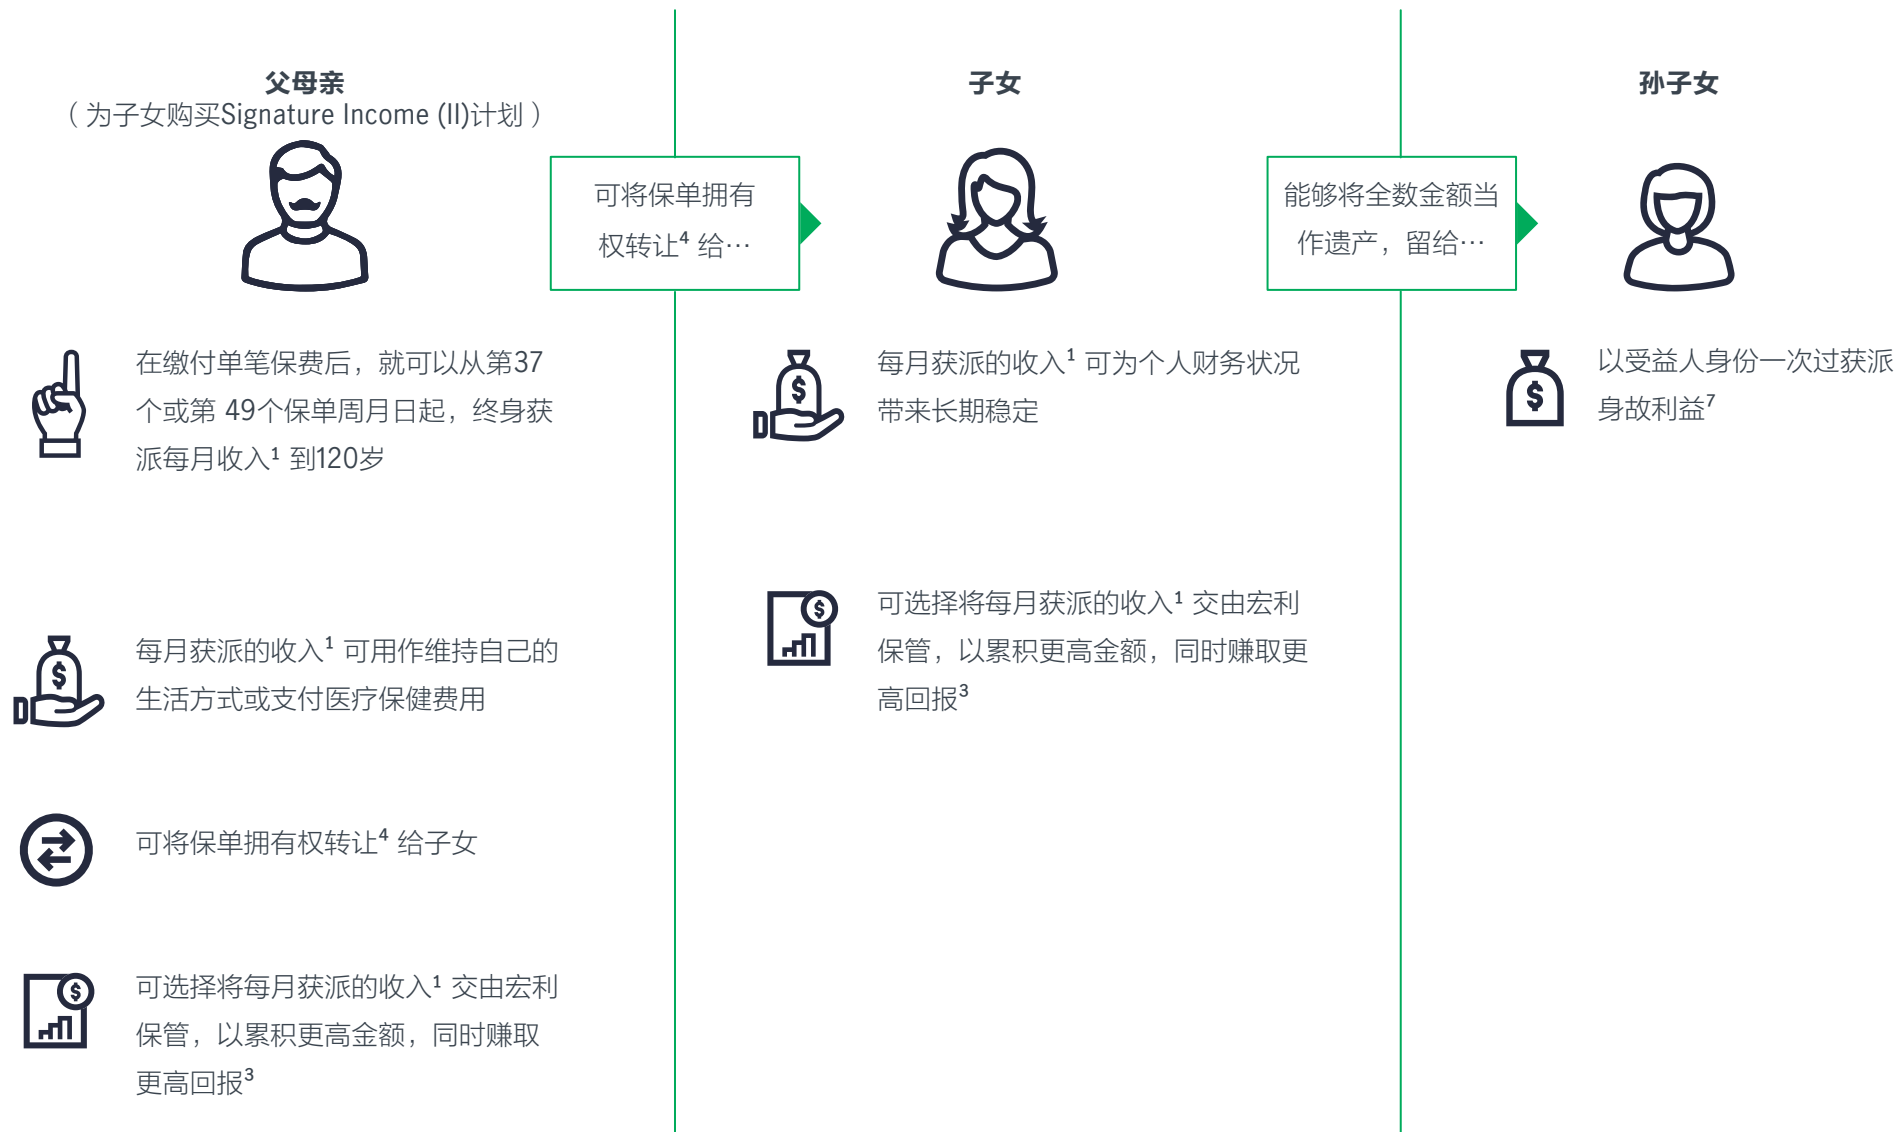 父母亲
（为子女购买Signature Income (II)计划）
可将保单拥有
权转让⁴ 给…
在缴付单笔保费后，就可以从第37
个或第 49个保单周月日起，终身获
派每月收入¹ 到120岁
每月获派的收入¹ 可用作维持自己的
生活方式或支付医疗保健费用
可将保单拥有权转让⁴ 给子女
可选择将每月获派的收入¹ 交由宏利
保管，以累积更高金额，同时赚取
更高回报³
子女
能够将全数金额当
作遗产，留给…
每月获派的收入¹ 可为个人财务状况
带来长期稳定
可选择将每月获派的收入¹ 交由宏利
保管，以累积更高金额，同时赚取更
高回报³
孙子女
以受益人身份一次过获派
身故利益⁷